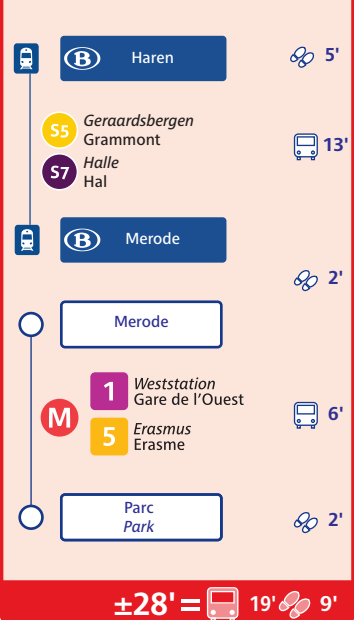 B Haren 5'
S5 Geraardsbergen
Grammont
13'
S7 Halle
Hal
B Merode
2'
Merode
M
1 Weststation
Gare de l'Ouest
6'
5 Erasmus
Erasme
Parc
Park
2'
±28' = 19' 9'